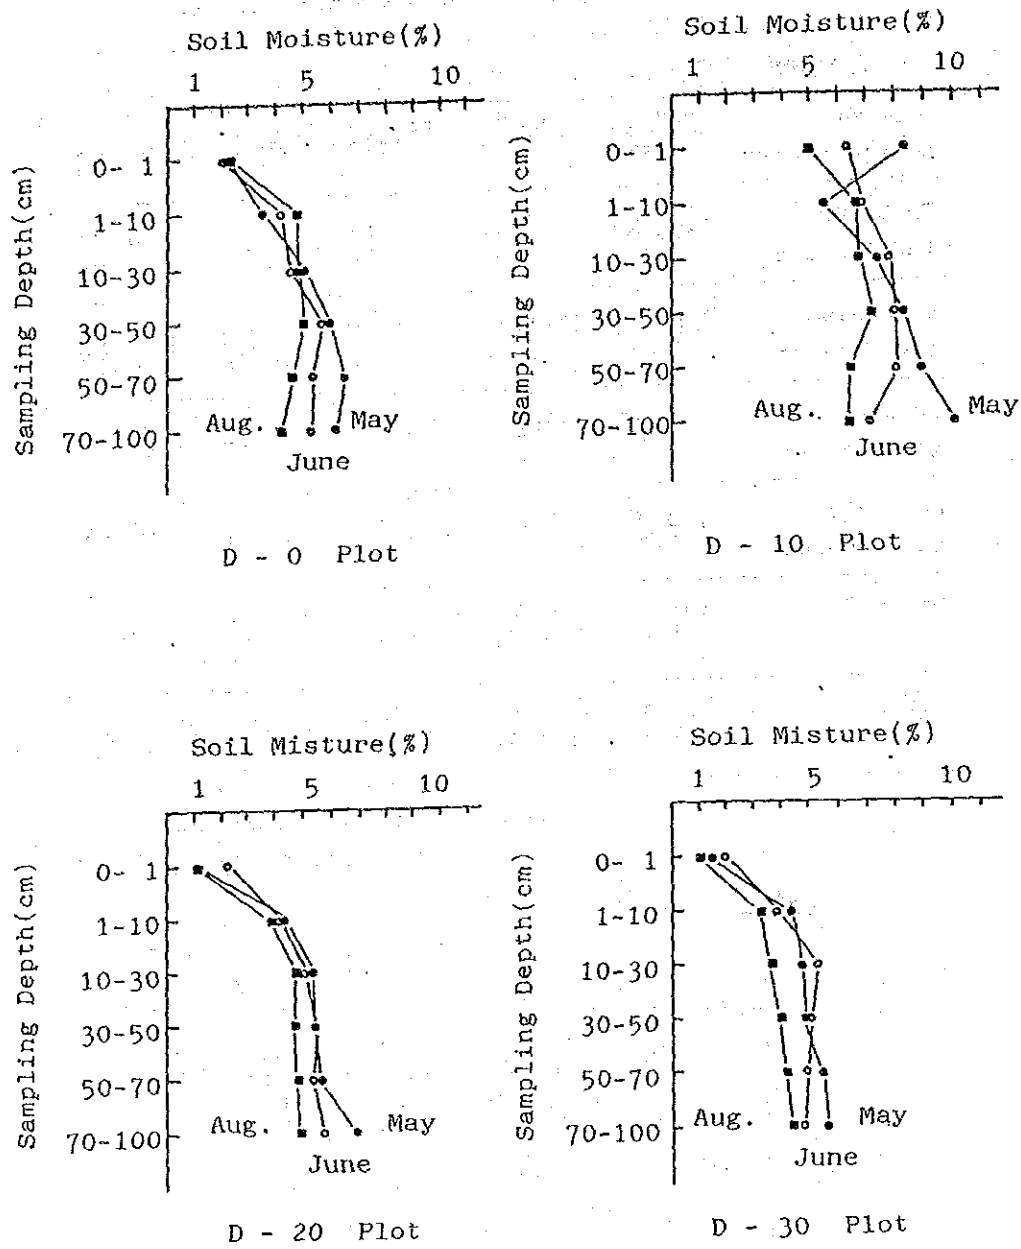 Soil Moisture(%)
1 5 10
Sampling Depth(cm)
0- 1
1-10
10-30
30-50
50-70
70-100
Aug.
May
June
D - 0 Plot
Soil Moisture(%)
1 5 10
Sampling Depth(cm)
0- 1
1-10
10-30
30-50
50-70
70-100
Aug.
May
June
D - 10 Plot
Soil Misture(%)
1 5 10
Sampling Depth(cm)
0- 1
1-10
10-30
30-50
50-70
70-100
Aug.
May
June
D - 20 Plot
Soil Misture(%)
1 5 10
Sampling Depth(cm)
0- 1
1-10
10-30
30-50
50-70
70-100
Aug.
May
June
D - 30 Plot